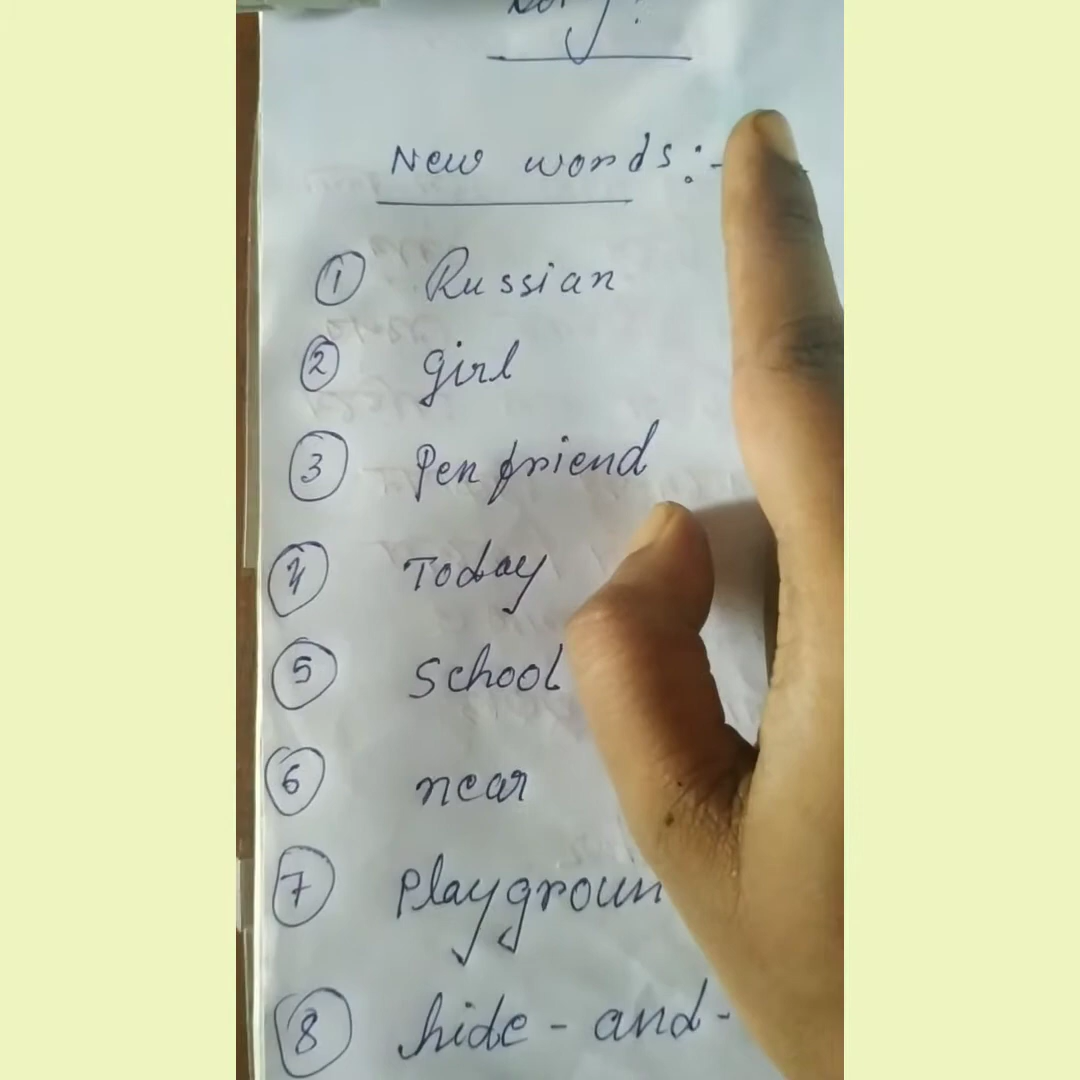 New words:-
① Russian
② girl
③ Pen friend
④ Today
⑤ School
⑥ near
⑦ Playgroun
⑧ hide - and -